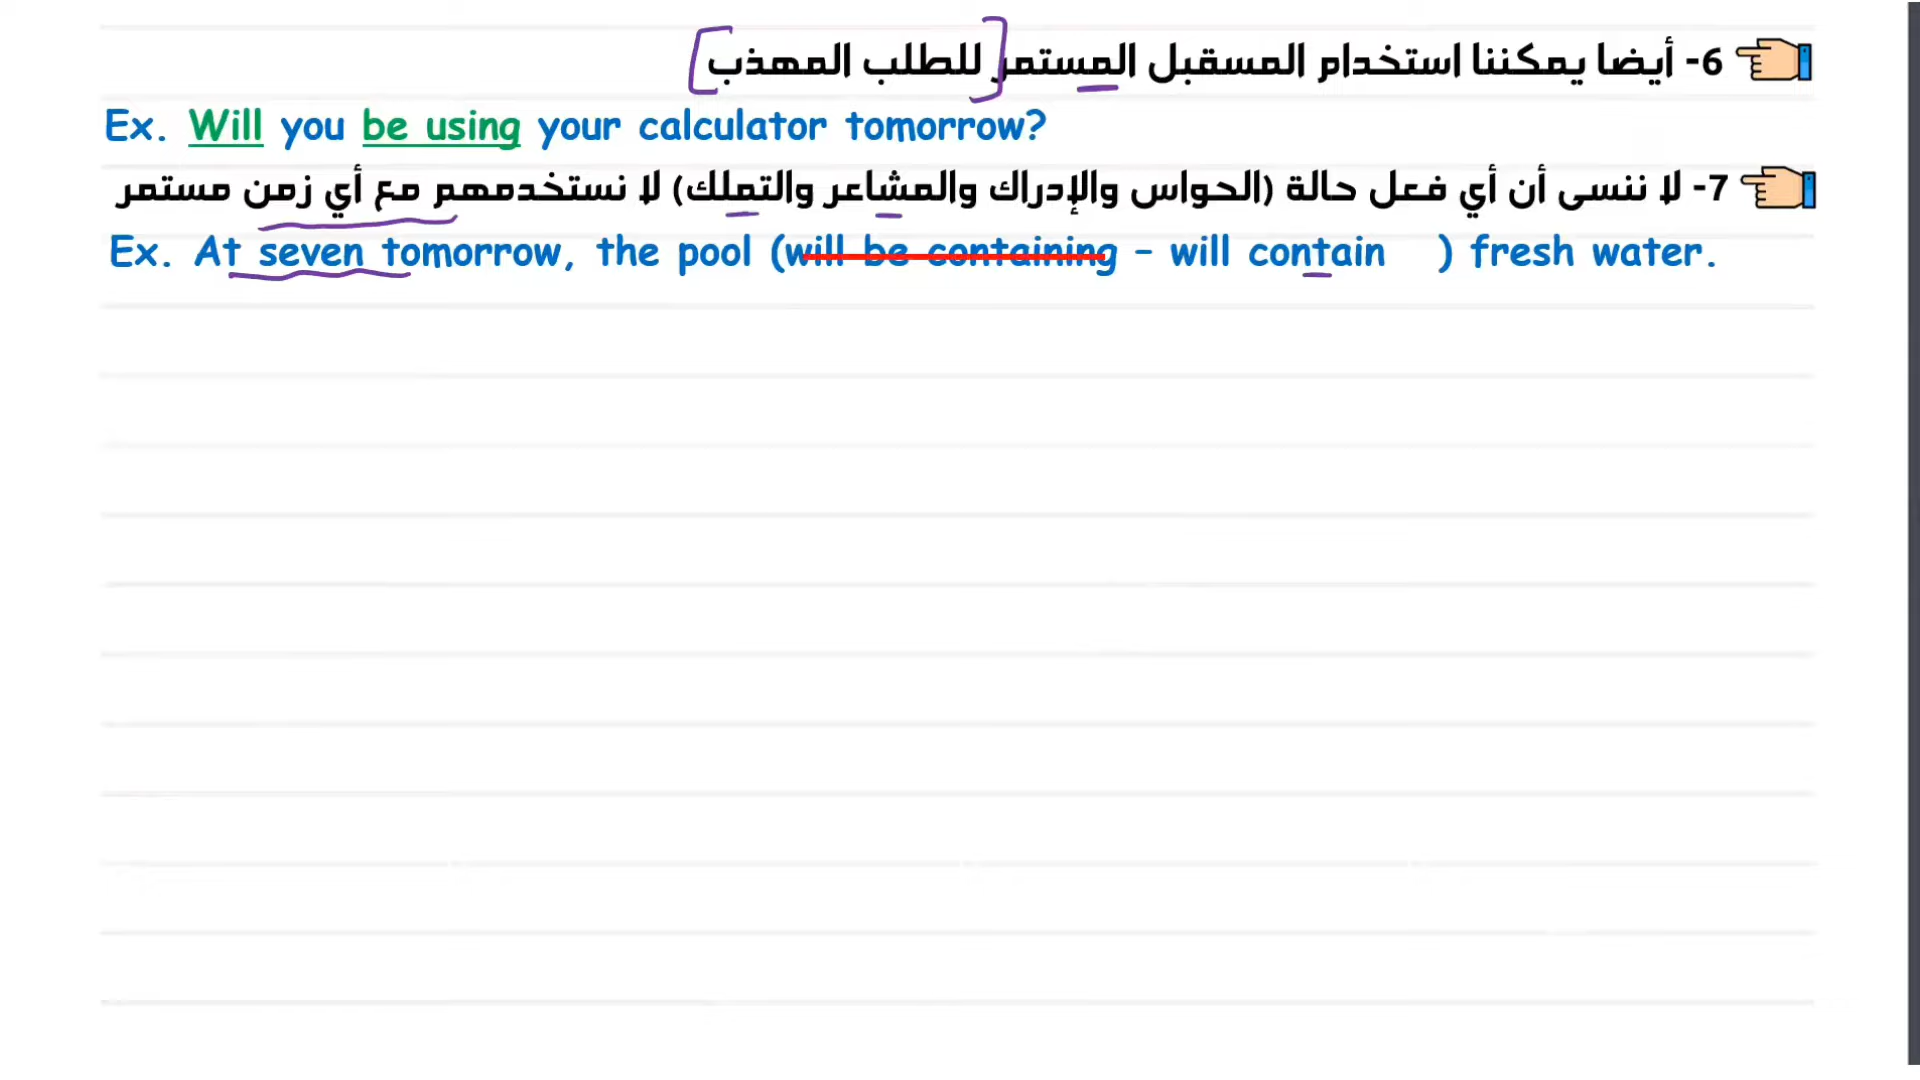 6- أيضا يمكننا استخدام المسقبل المستمر للطلب المهذب
Ex. Will you be using your calculator tomorrow?
7- لا ننسى أن أي فعل حالة (الحواس والإدراك والمشاعر والتملك) لا نستخدمهم مع أي زمن مستمر
Ex. At seven tomorrow, the pool (will be containing - will contain ) fresh water.